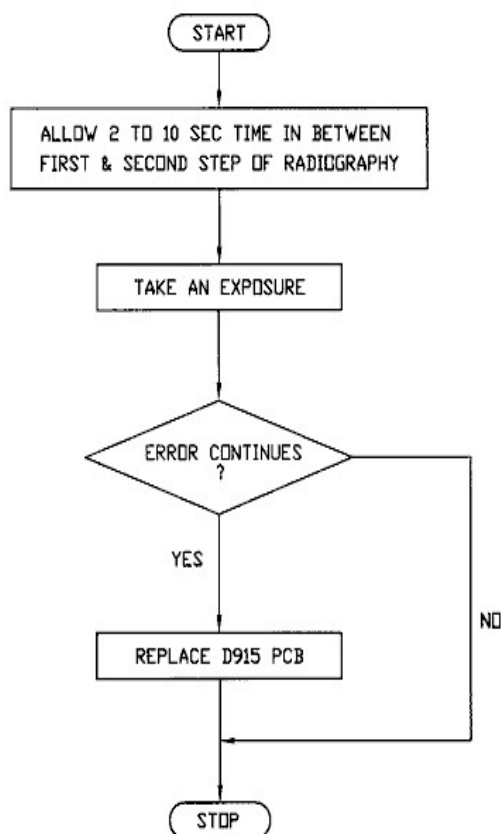 START
ALLOW 2 TO 10 SEC TIME IN BETWEEN
FIRST & SECOND STEP OF RADIOGRAPHY
TAKE AN EXPOSURE
ERROR CONTINUES
?
YES
NO
REPLACE D915 PCB
STOP